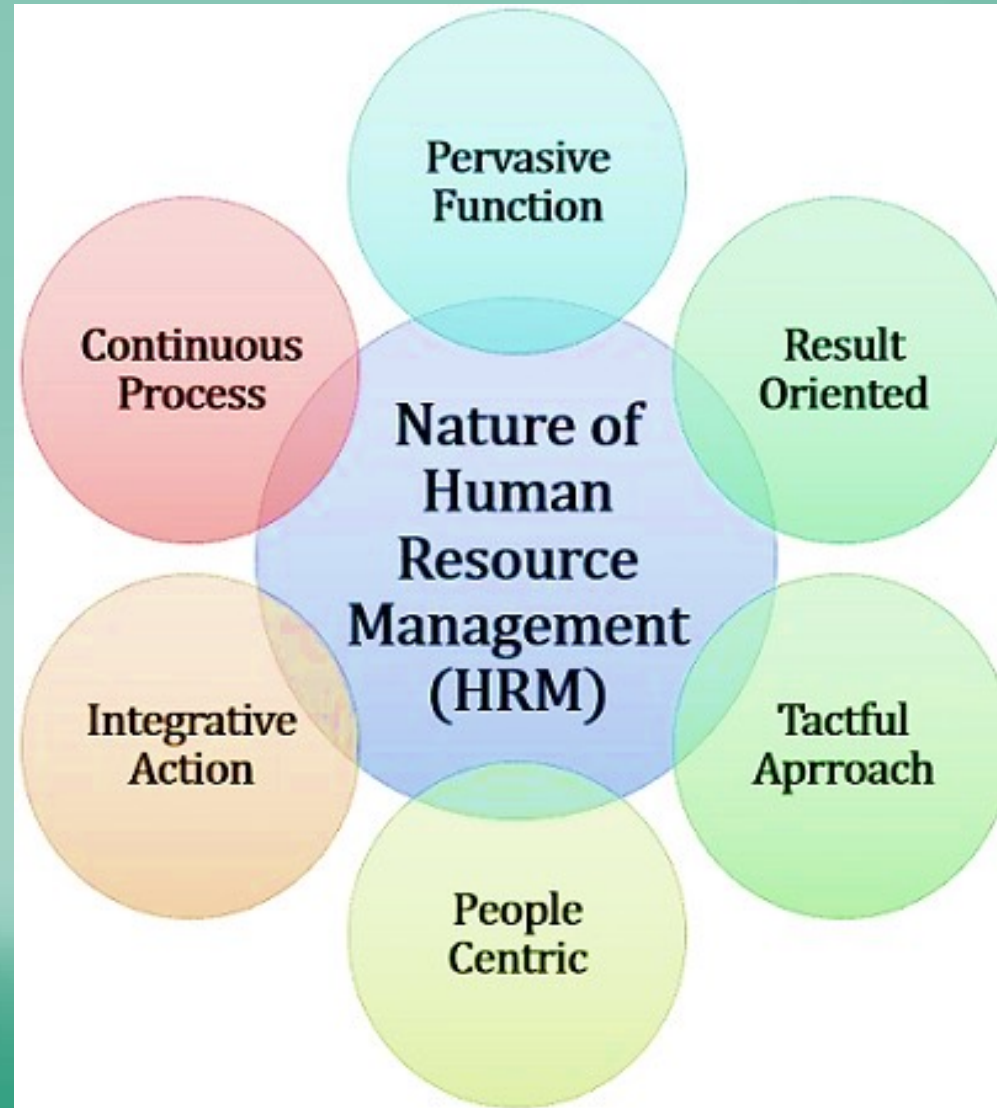 Pervasive
Function
Result
Oriented
Tactful
Aprroach
People
Centric
Integrative
Action
Continuous
Process
Nature of
Human
Resource
Management
(HRM)